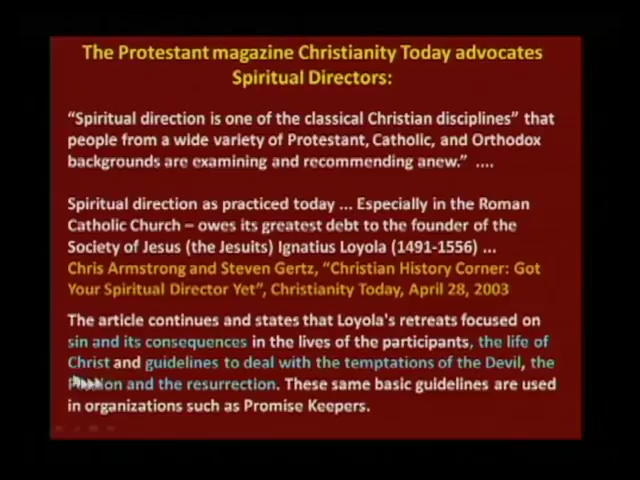 The Protestant magazine Christianity Today advocates
Spiritual Directors:
“Spiritual direction is one of the classical Christian disciplines” that
people from a wide variety of Protestant, Catholic, and Orthodox
backgrounds are examining and recommending anew.” ....
Spiritual direction as practiced today ... Especially in the Roman
Catholic Church – owes its greatest debt to the founder of the
Society of Jesus (the Jesuits) Ignatius Loyola (1491-1556) ...
Chris Armstrong and Steven Gertz, “Christian History Corner: Got
Your Spiritual Director Yet”, Christianity Today, April 28, 2003
The article continues and states that Loyola's retreats focused on
sin and its consequences in the lives of the participants, the life of
Christ and guidelines to deal with the temptations of the Devil, the
and the resurrection. These same basic guidelines are used
in organizations such as Promise Keepers.